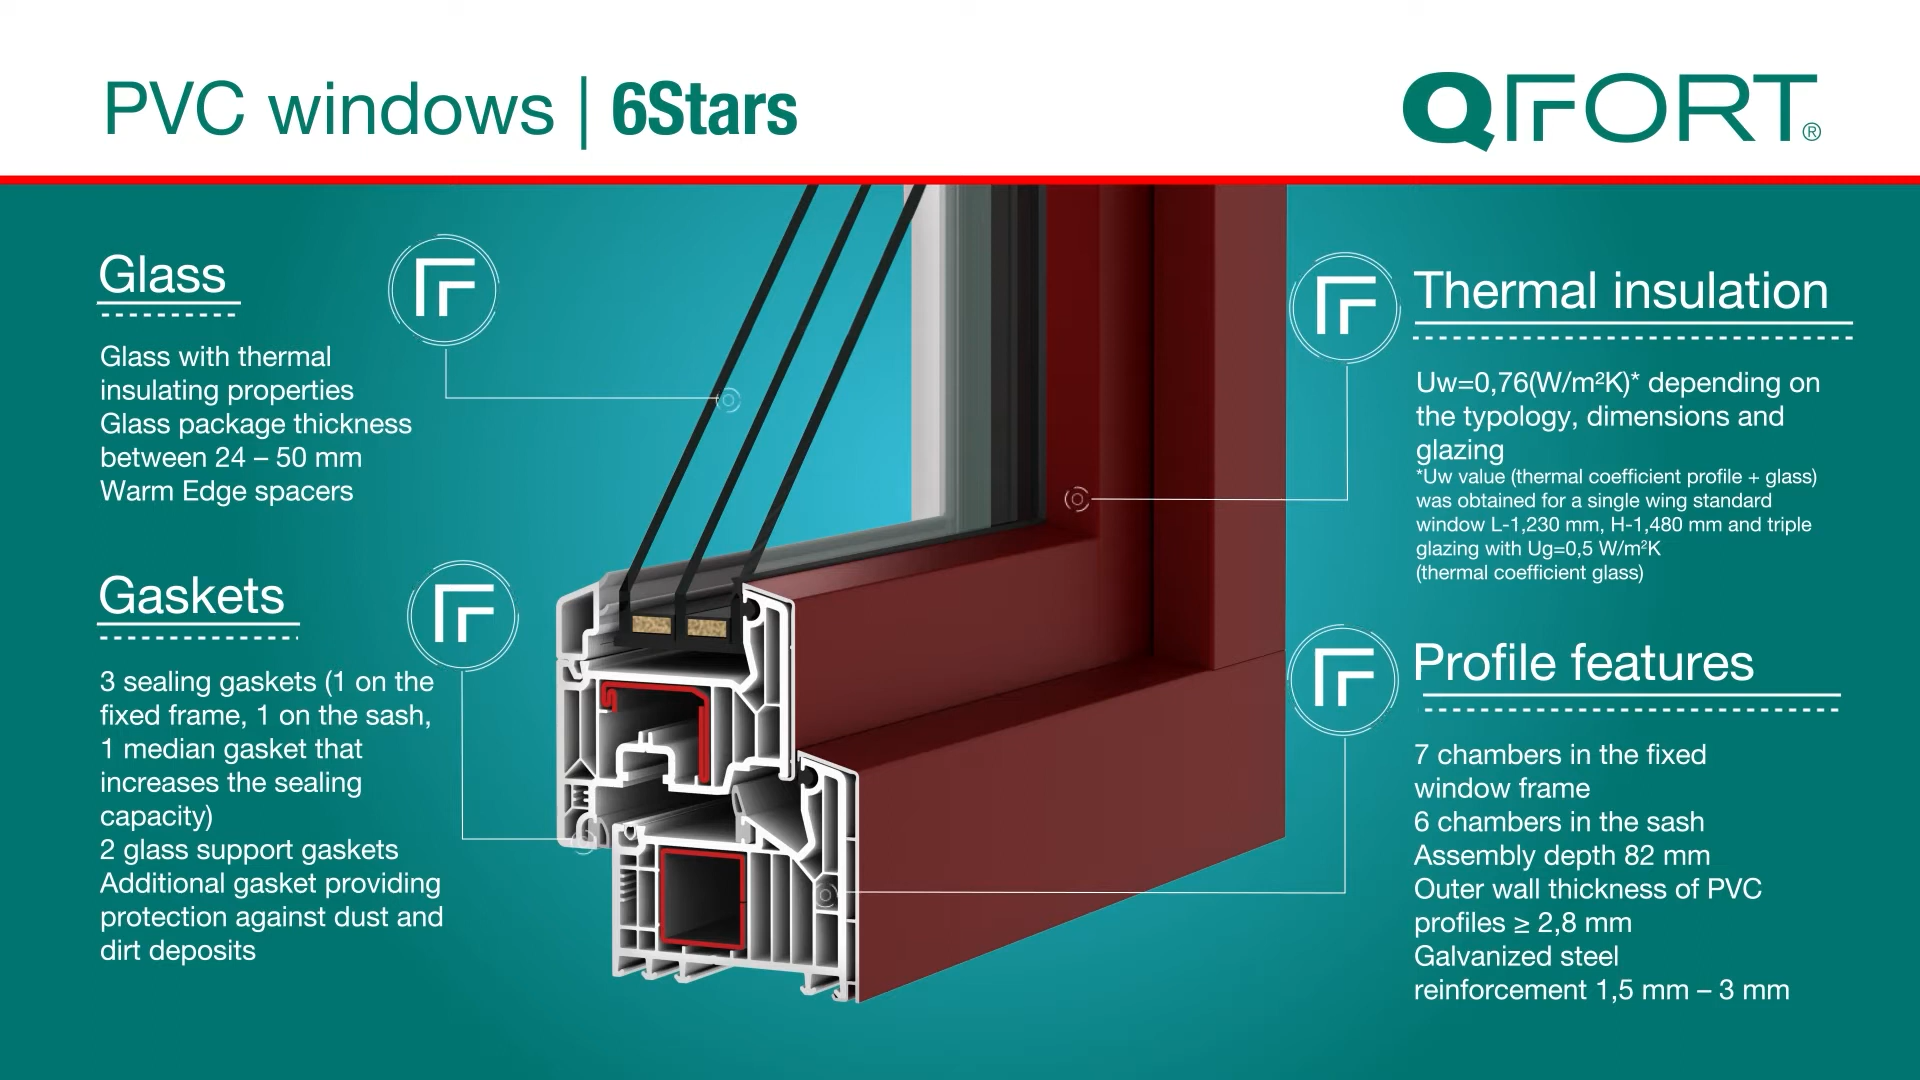 PVC windows | 6Stars
QFORT®
Glass
Glass with thermal
insulating properties
Glass package thickness
between 24 – 50 mm
Warm Edge spacers
Gaskets
3 sealing gaskets (1 on the
fixed frame, 1 on the sash,
1 median gasket that
increases the sealing
capacity)
2 glass support gaskets
Additional gasket providing
protection against dust and
dirt deposits
Thermal insulation
Uw=0,76(W/m²K)* depending on
the typology, dimensions and
glazing
*Uw value (thermal coefficient profile + glass)
was obtained for a single wing standard
window L-1,230 mm, H-1,480 mm and triple
glazing with Ug=0,5 W/m²K
(thermal coefficient glass)
Profile features
7 chambers in the fixed
window frame
6 chambers in the sash
Assembly depth 82 mm
Outer wall thickness of PVC
profiles ≥ 2,8 mm
Galvanized steel
reinforcement 1,5 mm – 3 mm